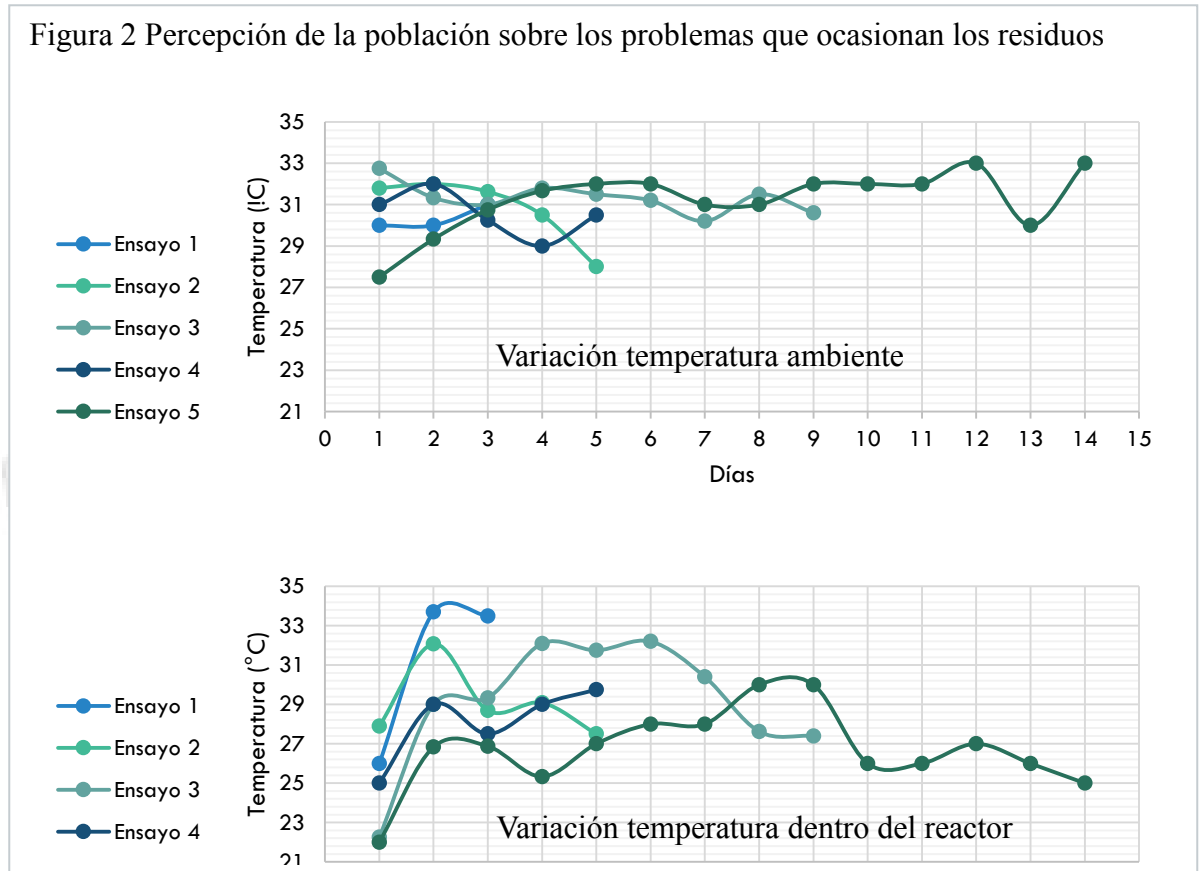 Figura 2 Percepción de la población sobre los problemas que ocasionan los residuos
35
33
31
29
27
25
23
21
Temperatura (!C)
Ensayo 1
Ensayo 2
Ensayo 3
Ensayo 4
Ensayo 5
Variación temperatura ambiente
0 1 2 3 4 5 6 7 8 9 10 11 12 13 14 15
Días
35
33
31
29
27
25
23
21
Temperatura (°C)
Ensayo 1
Ensayo 2
Ensayo 3
Ensayo 4
Variación temperatura dentro del reactor